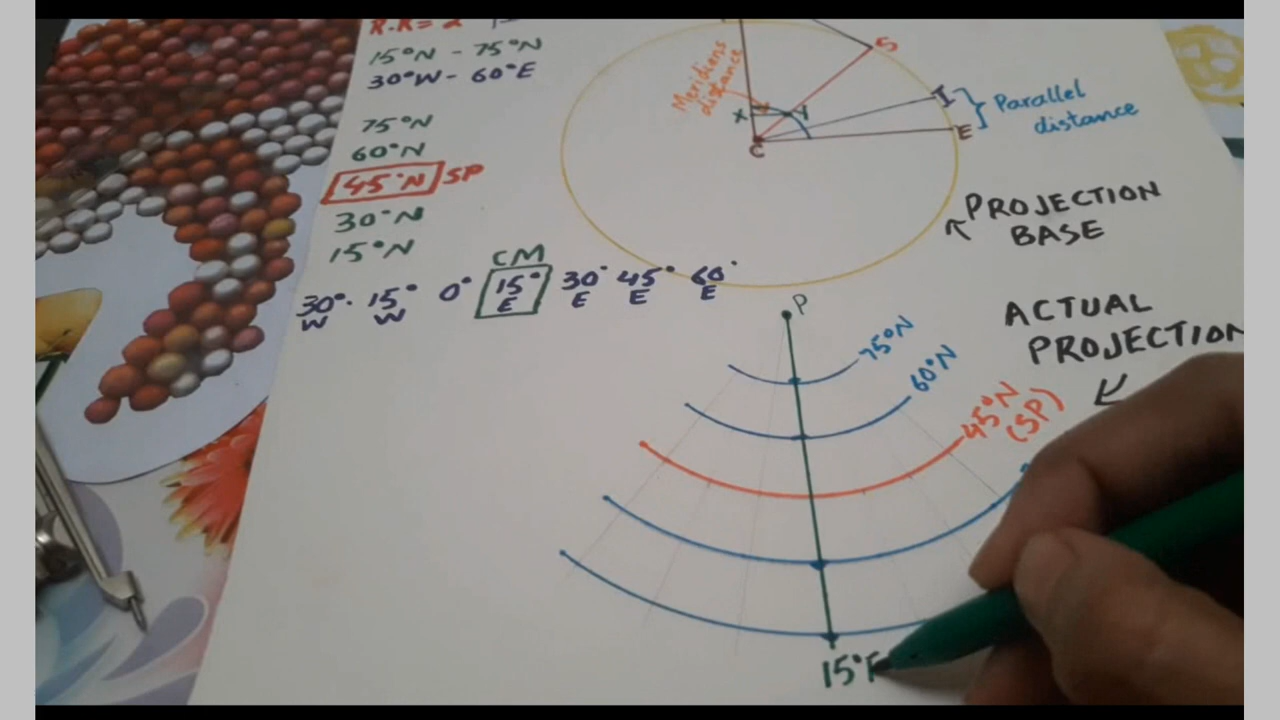 15°N - 75°N
30°W - 60°E
75°N
60°N
45°N SP
30°N
15°N
CM
30° 15° 0° 15° 30° 45° 60°
W W E E E E
Meridians
distance
X
Y
C
S
I
E
Parallel
distance
PROJECTION
BASE
ACTUAL
PROJECTION
P
75°N
60°N
45°N
(SP)
15°E